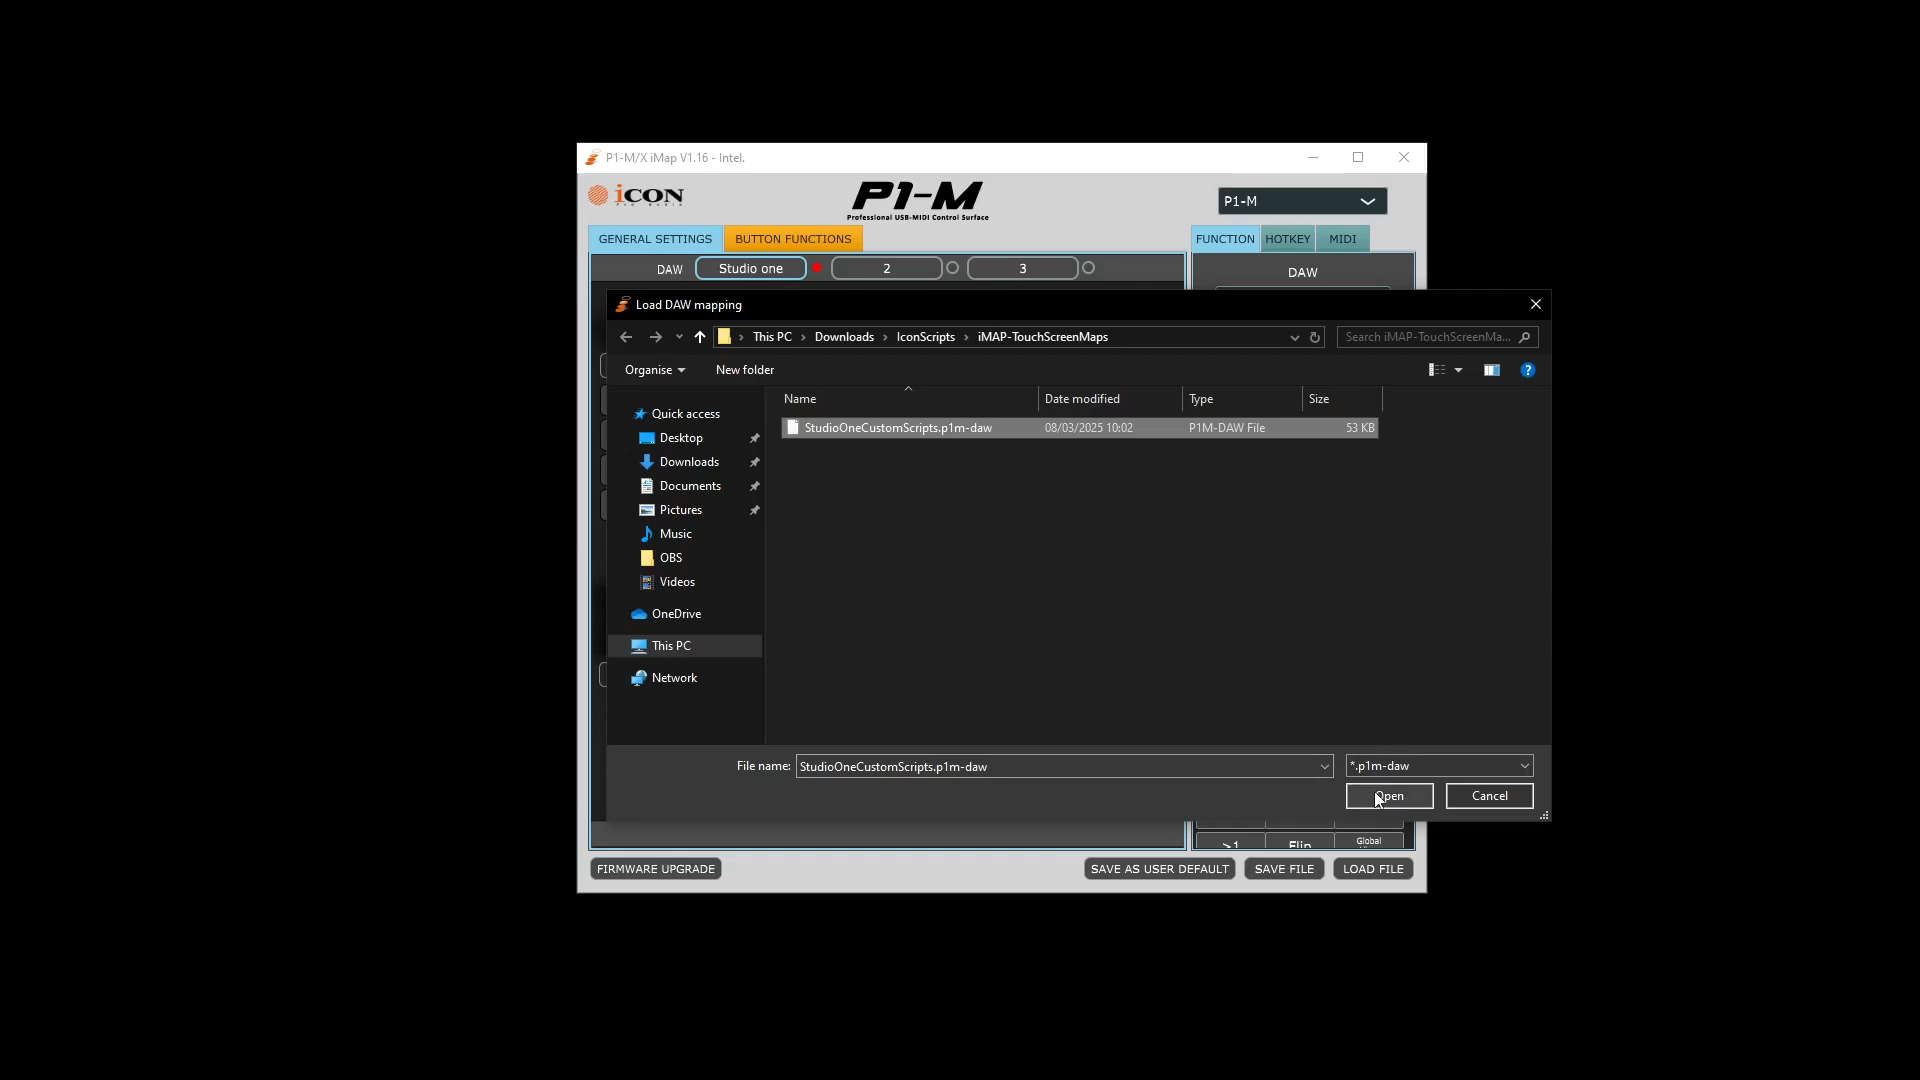 P1-M/X iMap V1.16 - Intel.
iCON
Pro Audio
P1-M
Professional USB-MIDI Control Surface
P1-M
GENERAL SETTINGS
BUTTON FUNCTIONS
FUNCTION
HOTKEY
MIDI
DAW
Studio one
2
3
DAW
Load DAW mapping
This PC
Downloads
IconScripts
iMAP-TouchScreenMaps
Search iMAP-TouchScreenMa...
Organise
New folder
Name
Date modified
Type
Size
StudioOneCustomScripts.p1m-daw
08/03/2025 10:02
P1M-DAW File
53 KB
Quick access
Desktop
Downloads
Documents
Pictures
Music
OBS
Videos
OneDrive
This PC
Network
File name:
StudioOneCustomScripts.p1m-daw
*.p1m-daw
Open
Cancel
>1
Flip
Global
FIRMWARE UPGRADE
SAVE AS USER DEFAULT
SAVE FILE
LOAD FILE